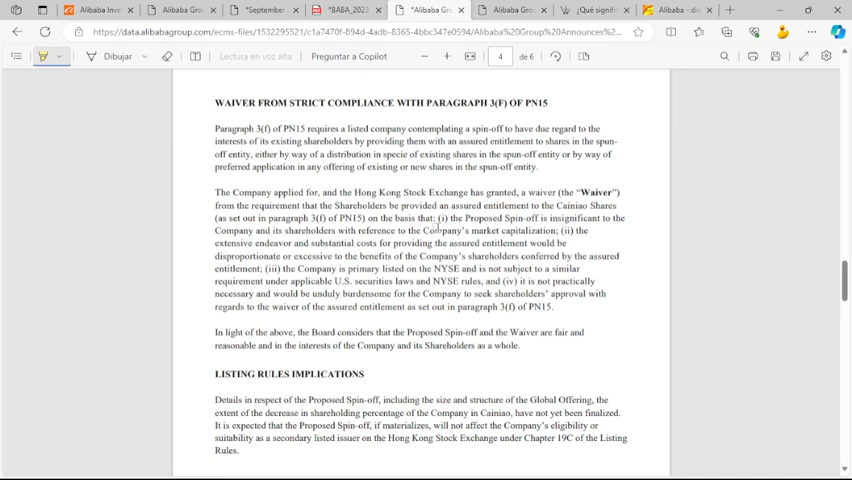 Alibaba Inve
Alibaba Grou
*September
*BABA_2023
*Alibaba Gr
Alibaba Grou
¿Qué signifi
Alibaba - die
https://data.alibabagroup.com/ecms-files/1532295521/c1a7470f-894d-4adb-8365-4bbc347e0594/Alibaba%20Group%20Announces%2...
Dibujar
Lectura en voz alta
Preguntar a Copilot
4
de 6
WAIVER FROM STRICT COMPLIANCE WITH PARAGRAPH 3(F) OF PN15
Paragraph 3(f) of PN15 requires a listed company contemplating a spin-off to have due regard to the
interests of its existing shareholders by providing them with an assured entitlement to shares in the spun-
off entity, either by way of a distribution in specie of existing shares in the spun-off entity or by way of
preferred application in any offering of existing or new shares in the spun-off entity.
The Company applied for, and the Hong Kong Stock Exchange has granted, a waiver (the “Waiver”)
from the requirement that the Shareholders be provided an assured entitlement to the Cainiao Shares
(as set out in paragraph 3(f) of PN15) on the basis that: (i) the Proposed Spin-off is insignificant to the
Company and its shareholders with reference to the Company’s market capitalization; (ii) the
extensive endeavor and substantial costs for providing the assured entitlement would be
disproportionate or excessive to the benefits of the Company’s shareholders conferred by the assured
entitlement; (iii) the Company is primary listed on the NYSE and is not subject to a similar
requirement under applicable U.S. securities laws and NYSE rules, and (iv) it is not practically
necessary and would be unduly burdensome for the Company to seek shareholders’ approval with
regards to the waiver of the assured entitlement as set out in paragraph 3(f) of PN15.
In light of the above, the Board considers that the Proposed Spin-off and the Waiver are fair and
reasonable and in the interests of the Company and its Shareholders as a whole.
LISTING RULES IMPLICATIONS
Details in respect of the Proposed Spin-off, including the size and structure of the Global Offering, the
extent of the decrease in shareholding percentage of the Company in Cainiao, have not yet been finalized.
It is expected that the Proposed Spin-off, if materializes, will not affect the Company’s eligibility or
suitability as a secondary listed issuer on the Hong Kong Stock Exchange under Chapter 19C of the Listing
Rules.